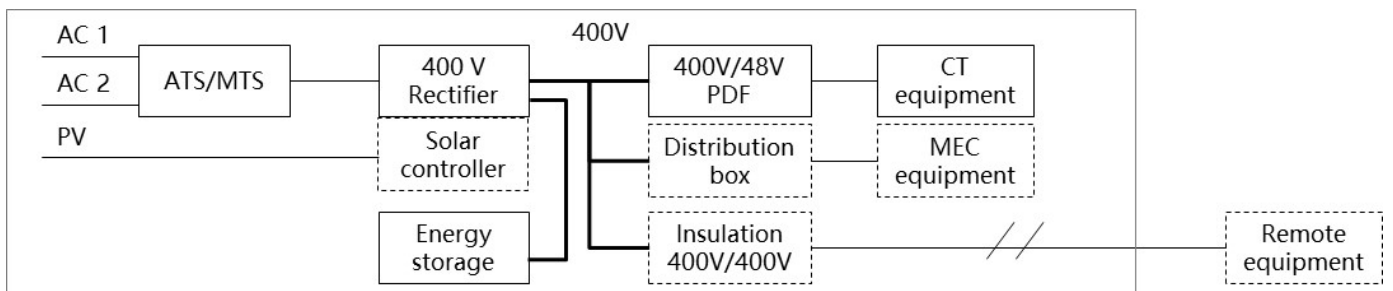 AC 1
AC 2
PV
ATS/MTS
400 V
Rectifier
Solar
controller
Energy
storage
400V
400V/48V
PDF
Distribution
box
Insulation
400V/400V
CT
equipment
MEC
equipment
Remote
equipment